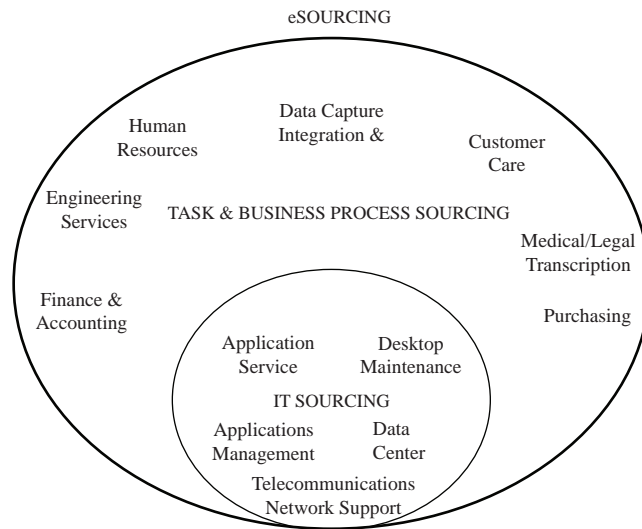 eSOURCING
Data Capture
Integration &
Human
Resources
Customer
Care
Engineering
Services
TASK & BUSINESS PROCESS SOURCING
Medical/Legal
Transcription
Finance &
Accounting
Purchasing
Application
Service
Desktop
Maintenance
IT SOURCING
Applications
Management
Data
Center
Telecommunications
Network Support